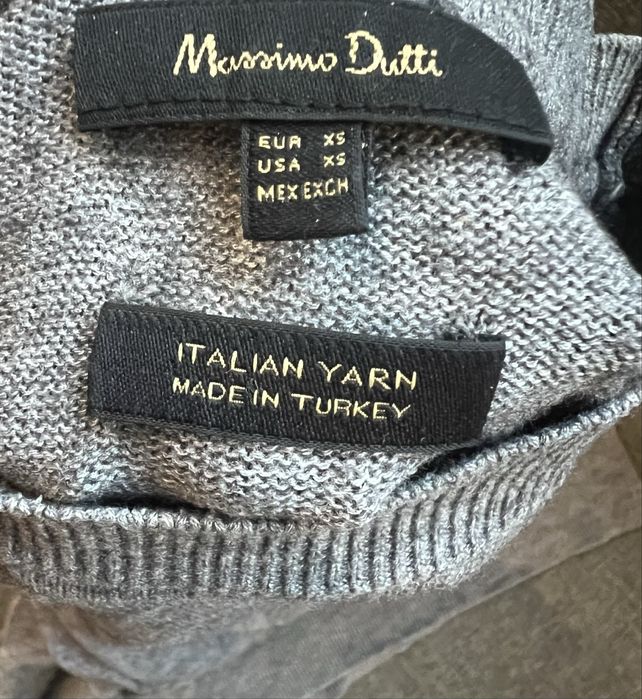 Massimo Dutti
EUR XS
USA XS
MEX EXCH
ITALIAN YARN
MADE IN TURKEY